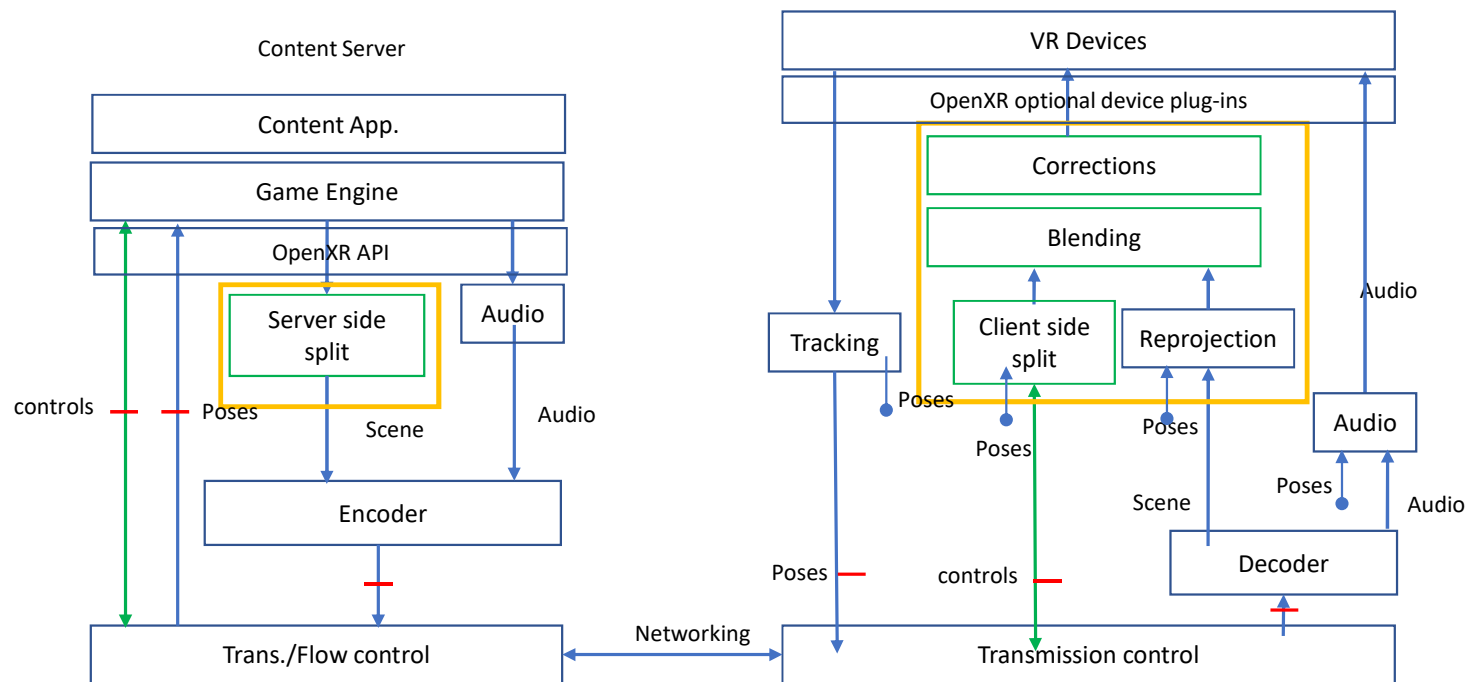 Content Server
Content App.
Game Engine
OpenXR API
Server side
split
Audio
controls
Poses
Scene
Audio
Encoder
Trans./Flow control
Networking
VR Devices
OpenXR optional device plug-ins
Corrections
Blending
Audio
Tracking
Client side
split
Reprojection
Poses
Poses
Poses
Audio
Poses
Scene
Audio
Decoder
Poses
controls
Transmission control